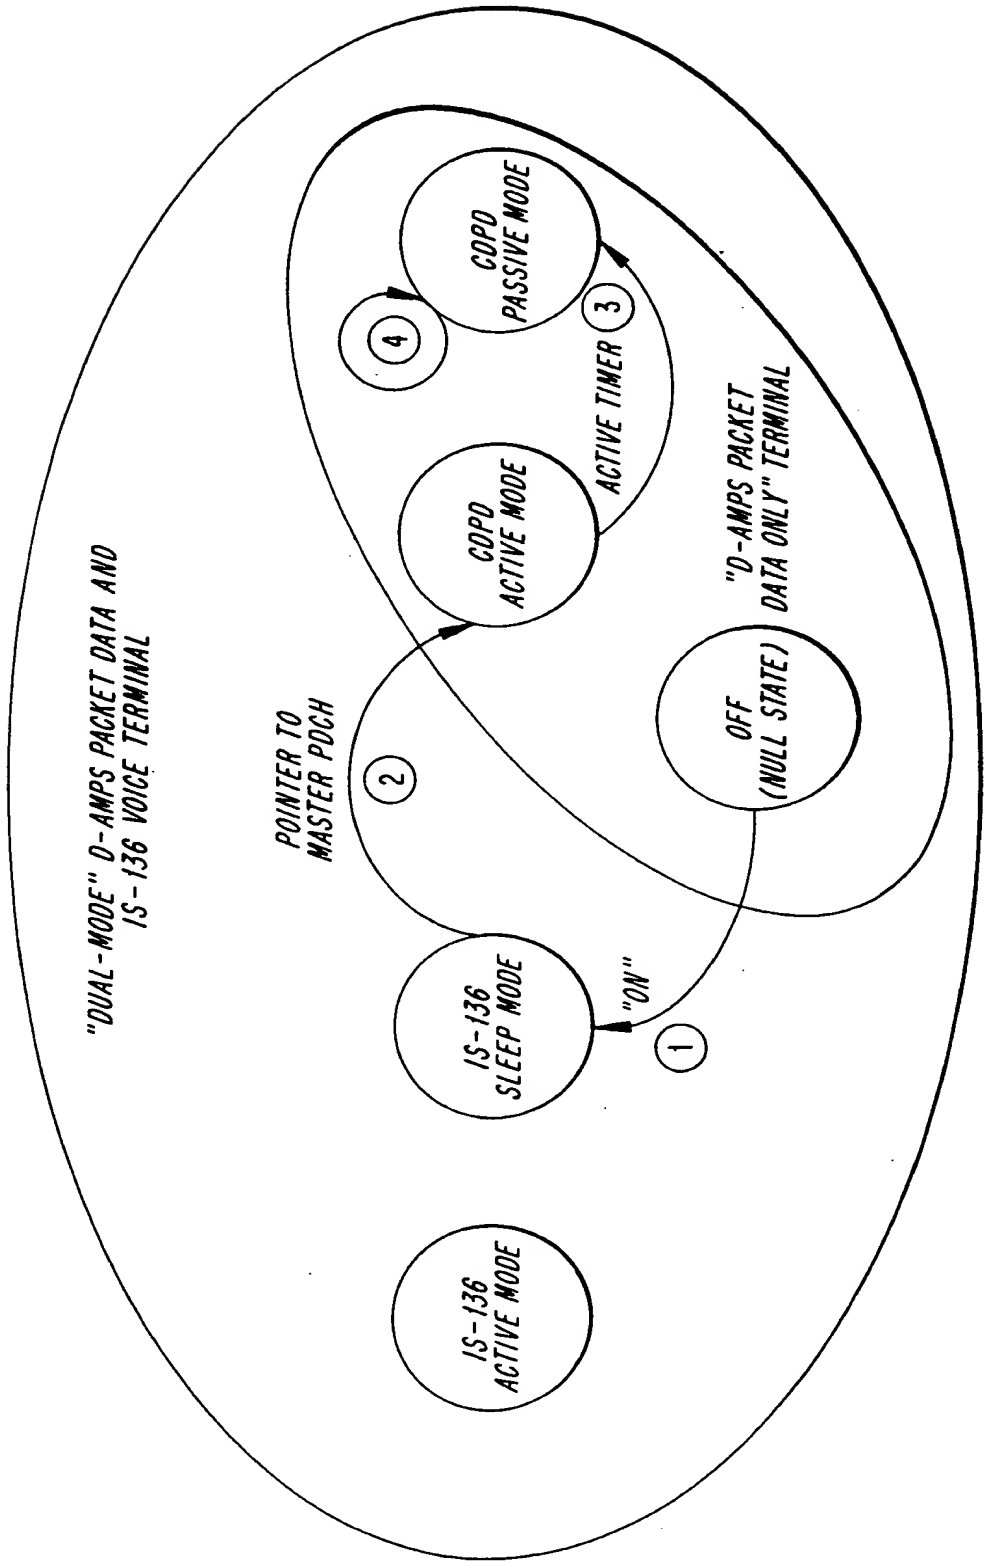 "DUAL-MODE" D-AMPS PACKET DATA AND
IS-136 VOICE TERMINAL
POINTER TO
MASTER PDCH
2
4
IS-136
ACTIVE MODE
IS-136
SLEEP MODE
CDPD
ACTIVE MODE
CDPD
PASSIVE MODE
"ON"
1
ACTIVE TIMER
3
OFF
(NULL STATE)
"D-AMPS PACKET
DATA ONLY" TERMINAL